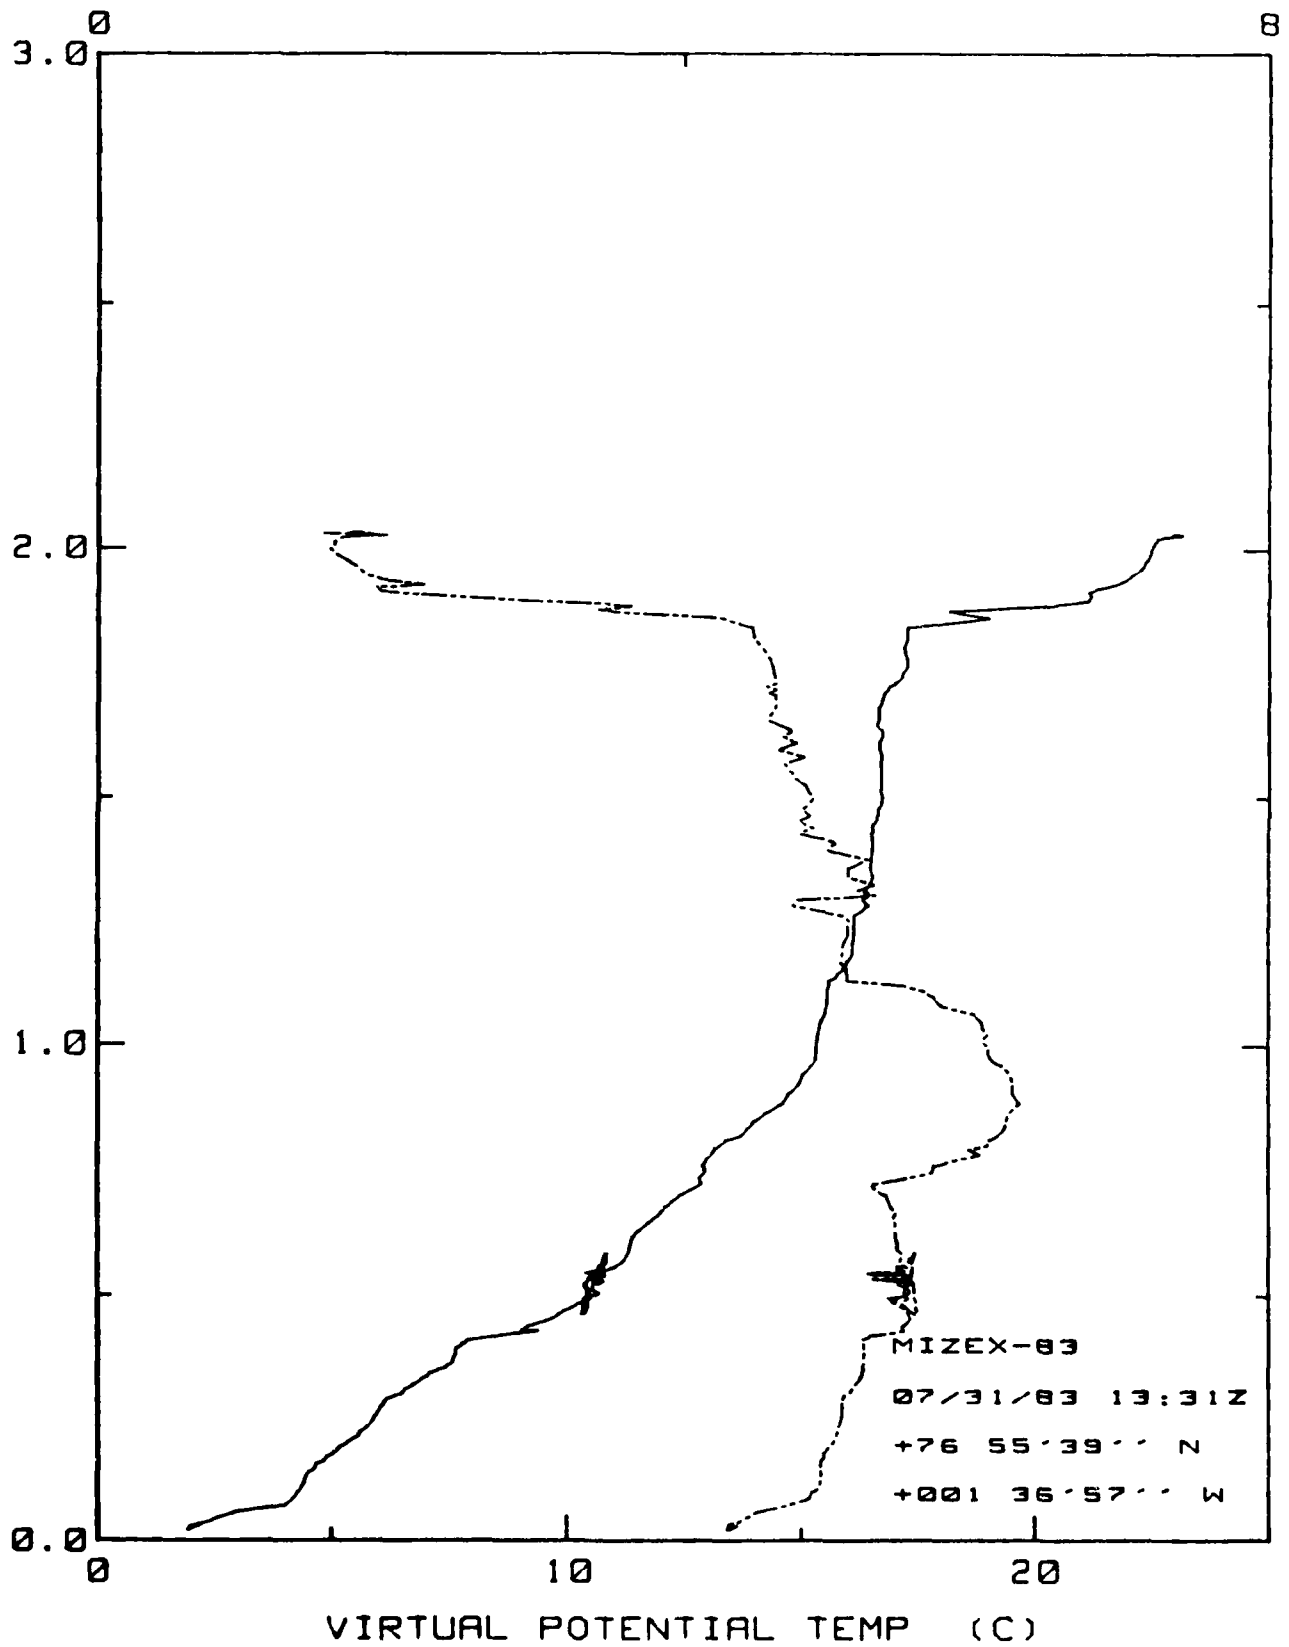 0 8
3.0
2.0
1.0
MIZEX-83
07/31/83 13:31Z
+76 55'39'' N
+001 36'57'' W
0.0
0 10 20
VIRTUAL POTENTIAL TEMP (C)